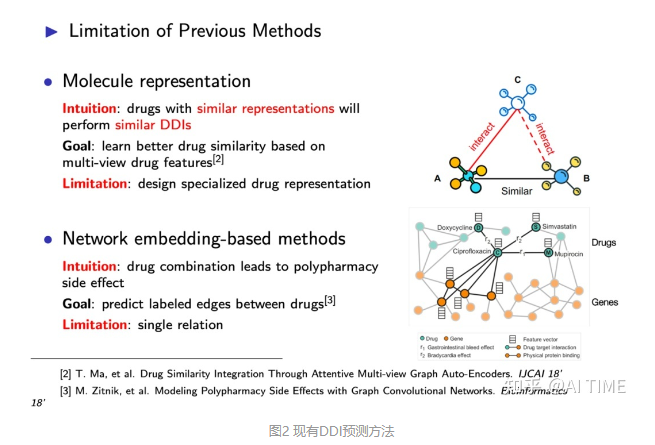 Limitation of Previous Methods
Molecule representation
Intuition: drugs with similar representations will
perform similar DDIs
Goal: learn better drug similarity based on
multi-view drug features[2]
Limitation: design specialized drug representation
C
interact
interact
A
B
Similar
Network embedding-based methods
Intuition: drug combination leads to polypharmacy
side effect
Goal: predict labeled edges between drugs[3]
Limitation: single relation
Doxycycline D
S Simvastatin
r2
r2
Ciprofloxacin C
r1
M Mupirocin
Drugs
Genes
Drug Gene Feature vector
r1 Gastrointestinal bleed effect Drug target interaction
r2 Bradycardia effect Physical protein binding
[2] T. Ma, et al. Drug Similarity Integration Through Attentive Multi-view Graph Auto-Encoders. IJCAI 18'
[3] M. Zitnik, et al. Modeling Polypharmacy Side Effects with Graph Convolutional Networks. Bioinformatics
18'
知乎 @AI TIME
图2 现有DDI预测方法